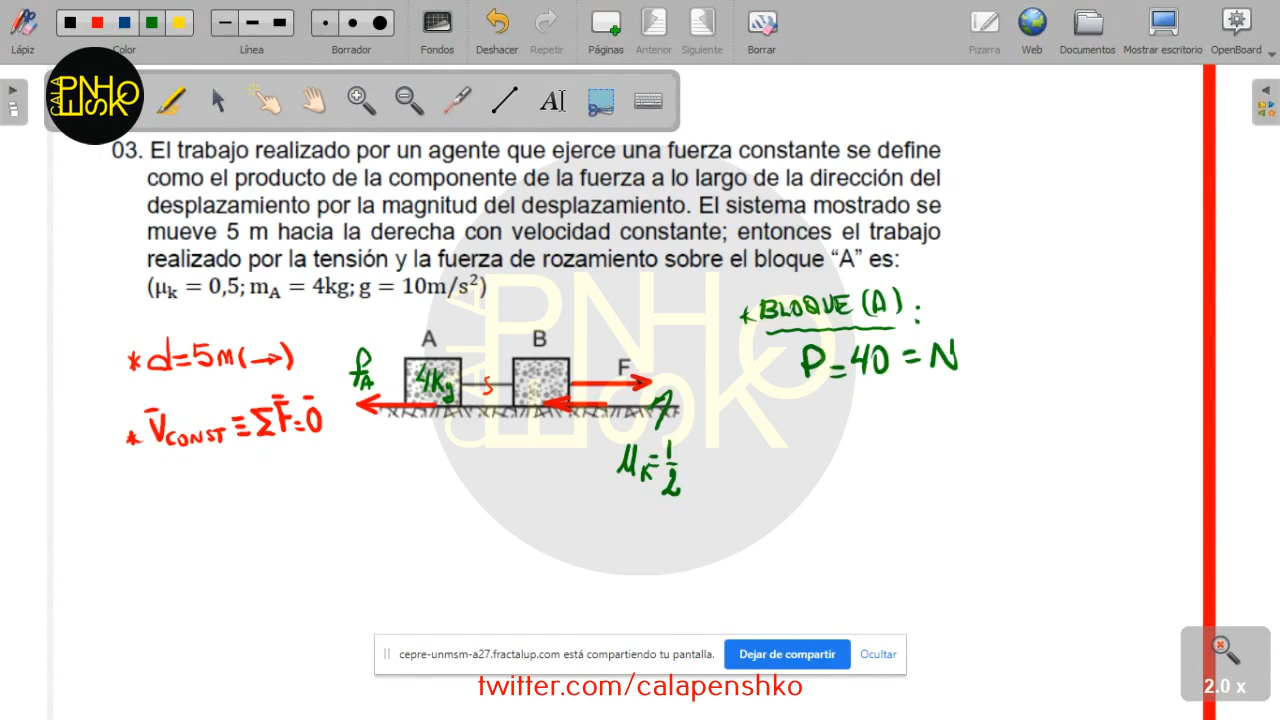 Lápiz
Color
Línea
Borrador
Fondos
Deshacer
Repetir
Páginas
Anterior
Siguiente
Borrar
Pizarra
Web
Documentos
Mostrar escritorio
OpenBoard
CALA
PENSHKO
03. El trabajo realizado por un agente que ejerce una fuerza constante se define
como el producto de la componente de la fuerza a lo largo de la dirección del
desplazamiento por la magnitud del desplazamiento. El sistema mostrado se
mueve 5 m hacia la derecha con velocidad constante; entonces el trabajo
realizado por la tensión y la fuerza de rozamiento sobre el bloque “A” es:
(μk = 0,5; mA = 4kg; g = 10m/s²)
* BLOQUE (A) :
P = 40 = N
* d = 5m (→)
* V̄CONST ≡ ΣF̄ = 0̄
A
B
F
4Kg
fA
μK = 1/2
cepre-unmsm-a27.fractalup.com está compartiendo tu pantalla.
Dejar de compartir
Ocultar
twitter.com/calapenshko
2.0 x